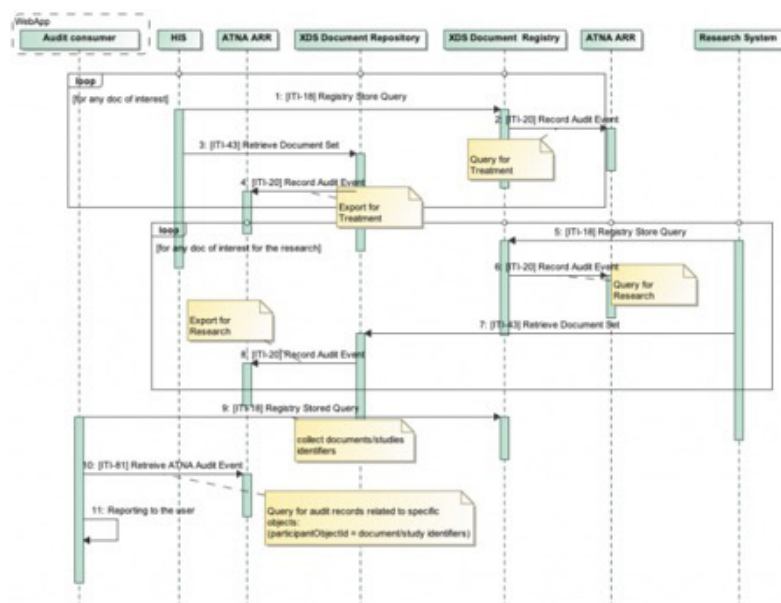 WebApp
Audit consumer
HIS
ATNA ARR
XDS Document Repository
XDS Document Registry
ATNA ARR
Research System
loop
[for any doc of interest]
1: [ITI-18] Registry Store Query
2: [ITI-20] Record Audit Event
Query for
Treatment
3: [ITI-43] Retrieve Document Set
4: [ITI-20] Record Audit Event
Export for
Treatment
loop
[for any doc of interest for the research]
5: [ITI-18] Registry Store Query
6: [ITI-20] Record Audit Event
Query for
Research
Export for
Research
7: [ITI-43] Retrieve Document Set
8: [ITI-20] Record Audit Event
9: [ITI-18] Registry Stored Query
collect documents/studies
identifiers
10: [ITI-81] Retreive ATNA Audit Event
Query for audit records related to specific
objects:
(participantObjectId = document/study identifiers)
11: Reporting to the user